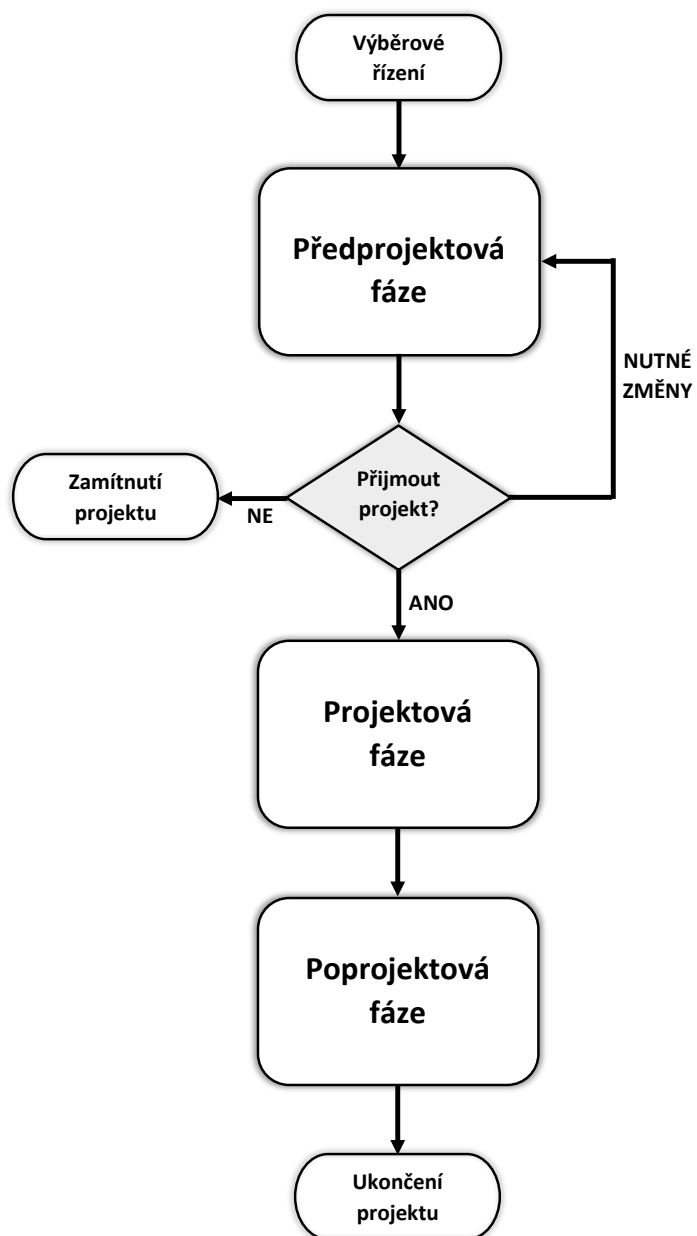 Výběrové
řízení
Předprojektová
fáze
NUTNÉ
ZMĚNY
Přijmout
projekt?
Zamítnutí
projektu
NE
ANO
Projektová
fáze
Poprojektová
fáze
Ukončení
projektu